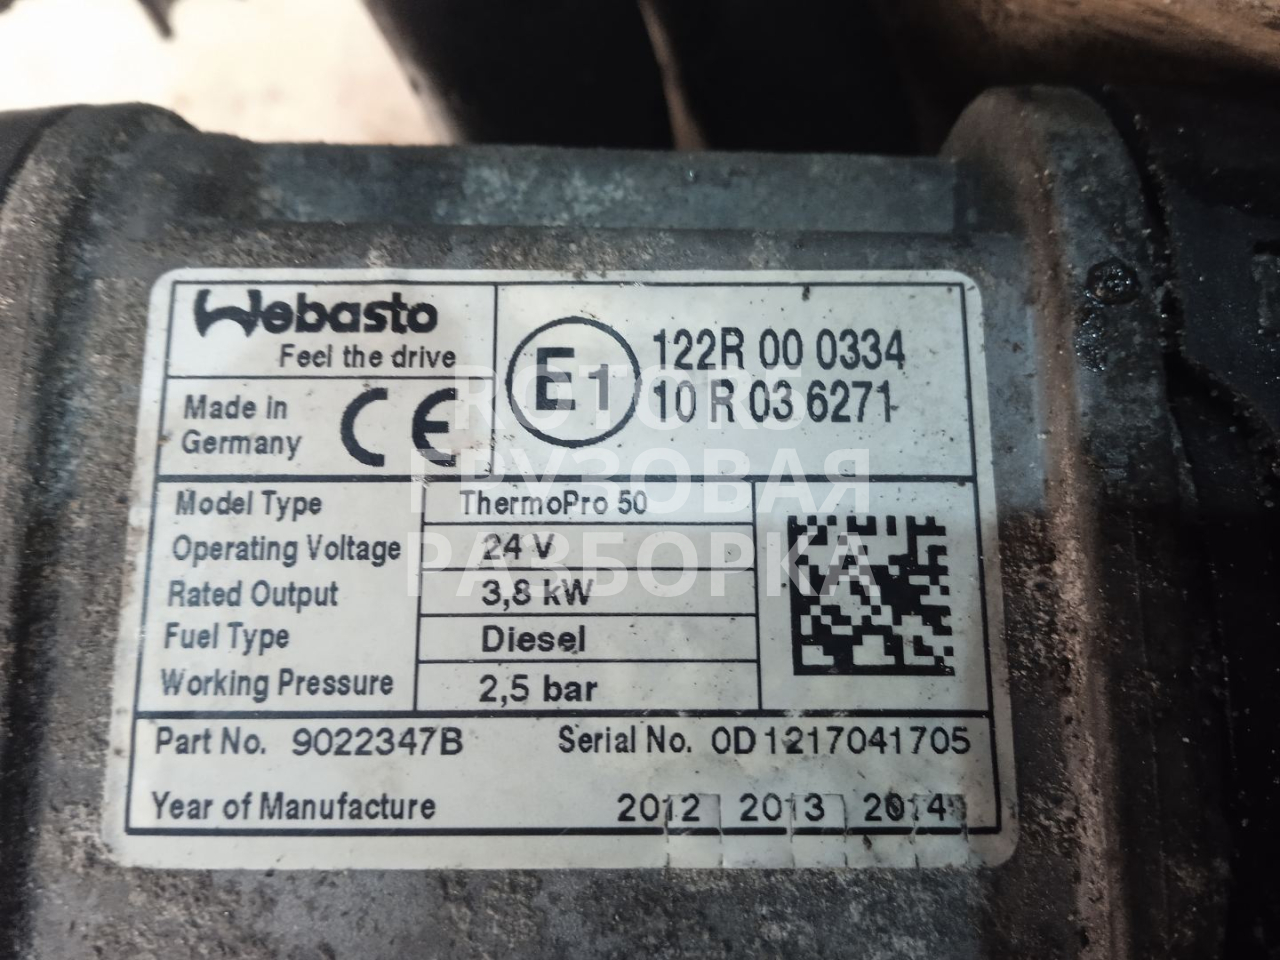 Webasto
Feel the drive
Made in
Germany
CE
E1
122R 00 0334
10 R 03 6271
ROTORS
ГРУЗОВАЯ
РАЗБОРКА
Model Type ThermoPro 50
Operating Voltage 24 V
Rated Output 3,8 kW
Fuel Type Diesel
Working Pressure 2,5 bar
Part No. 9022347B Serial No. 0D1217041705
Year of Manufacture 2012 2013 2014